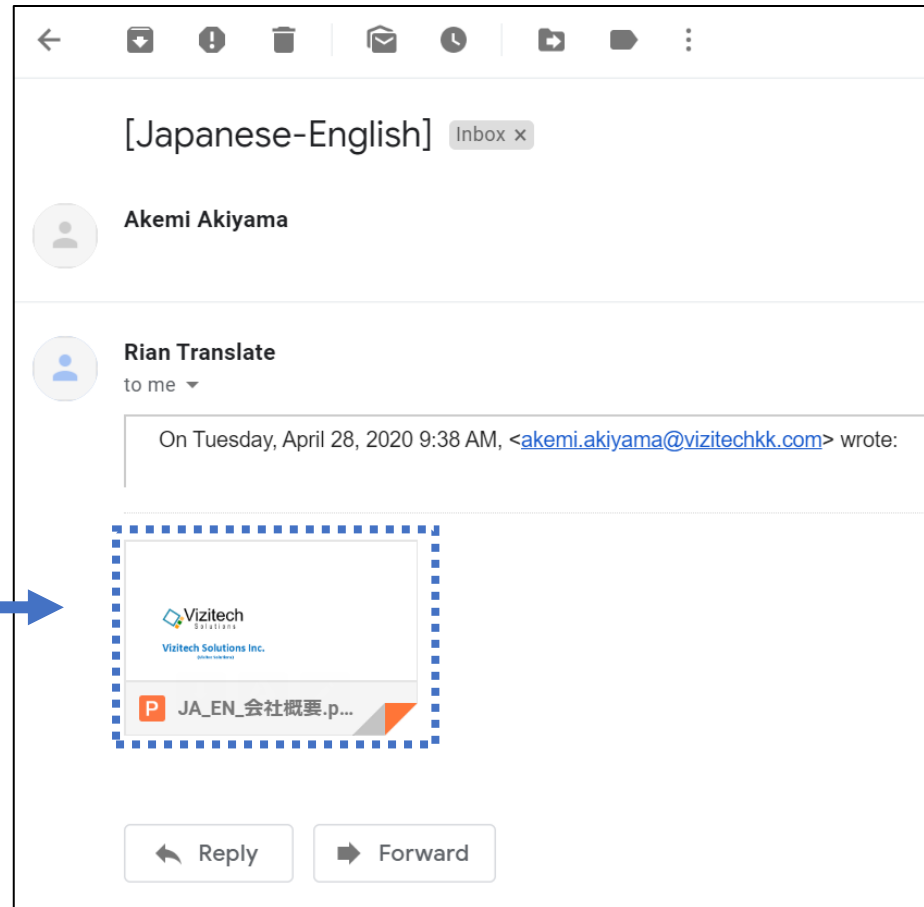 [Japanese-English] Inbox ×
Akemi Akiyama
Rian Translate
to me
On Tuesday, April 28, 2020 9:38 AM, <akemi.akiyama@vizitechkk.com> wrote:
Vizitech
Solutions
Vizitech Solutions Inc.
P JA_EN_会社概要.p...
Reply
Forward